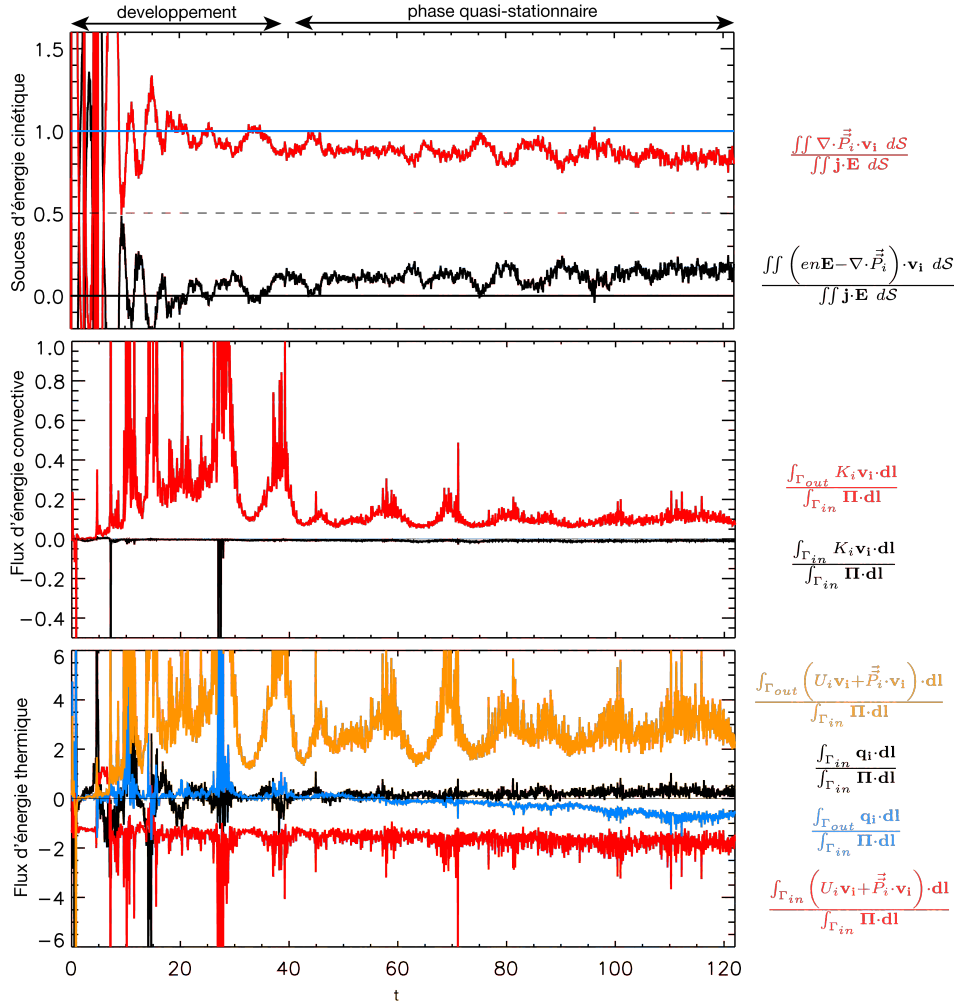 developpement
phase quasi-stationnaire
Souces d'énergie cinétique
1.5
1.0
0.5
0.0
∫∫ ∇·P⃗⃗ᵢ·vᵢ dS
∫∫ j·E dS
∫∫ (enE−∇·P⃗⃗ᵢ)·vᵢ dS
∫∫ j·E dS
Flux d'énergie convective
1.0
0.8
0.6
0.4
0.2
0.0
−0.2
−0.4
∫Γout Kᵢvᵢ·dl
∫Γin Π·dl
∫Γin Kᵢvᵢ·dl
∫Γin Π·dl
Flux d'énergie thermique
6
4
2
0
−2
−4
−6
∫Γout (Uᵢvᵢ+P⃗⃗ᵢ·vᵢ)·dl
∫Γin Π·dl
∫Γin qᵢ·dl
∫Γin Π·dl
∫Γout qᵢ·dl
∫Γin Π·dl
∫Γin (Uᵢvᵢ+P⃗⃗ᵢ·vᵢ)·dl
∫Γin Π·dl
0 20 40 60 80 100 120
t